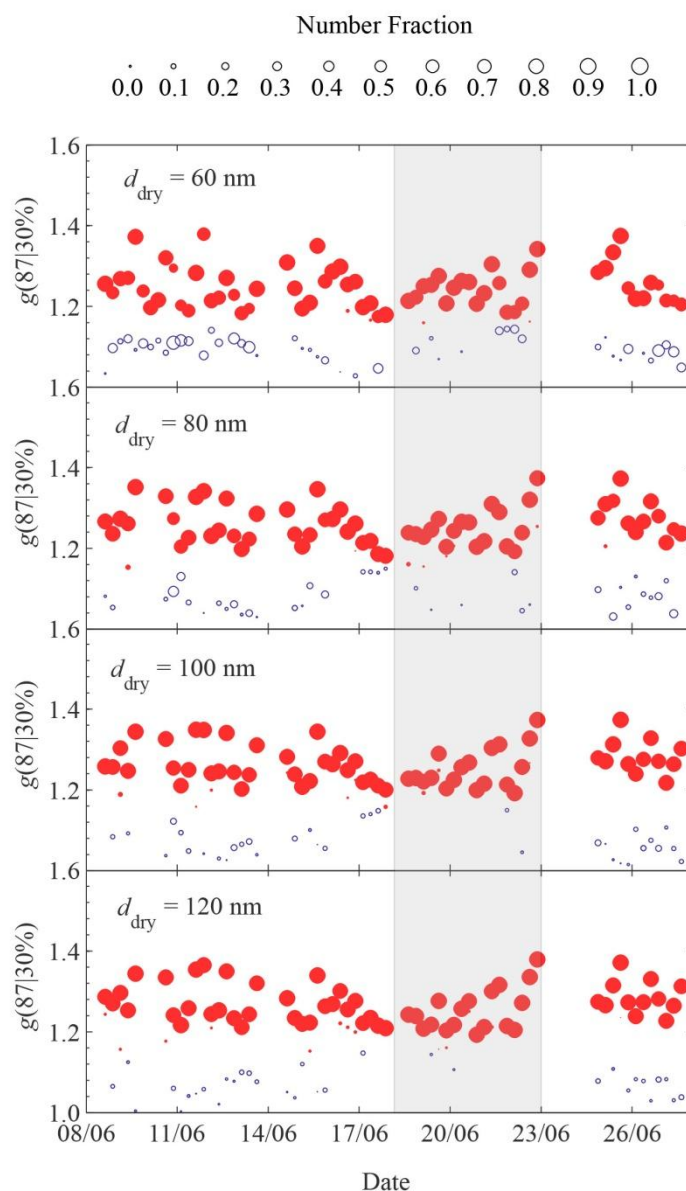 Number Fraction
0.0 0.1 0.2 0.3 0.4 0.5 0.6 0.7 0.8 0.9 1.0
1.6
d_dry = 60 nm
1.4
g(87|30%)
1.2
1.6
d_dry = 80 nm
1.4
g(87|30%)
1.2
1.6
d_dry = 100 nm
1.4
g(87|30%)
1.2
1.6
d_dry = 120 nm
1.4
g(87|30%)
1.2
1.0
08/06 11/06 14/06 17/06 20/06 23/06 26/06
Date